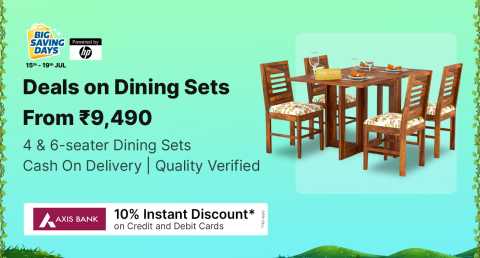 BIG
SAVING
DAYS
Powered by
hp
15th - 19th JUL
Deals on Dining Sets
From ₹9,490
4 & 6-seater Dining Sets
Cash On Delivery | Quality Verified
AXIS BANK
10% Instant Discount*
on Credit and Debit Cards